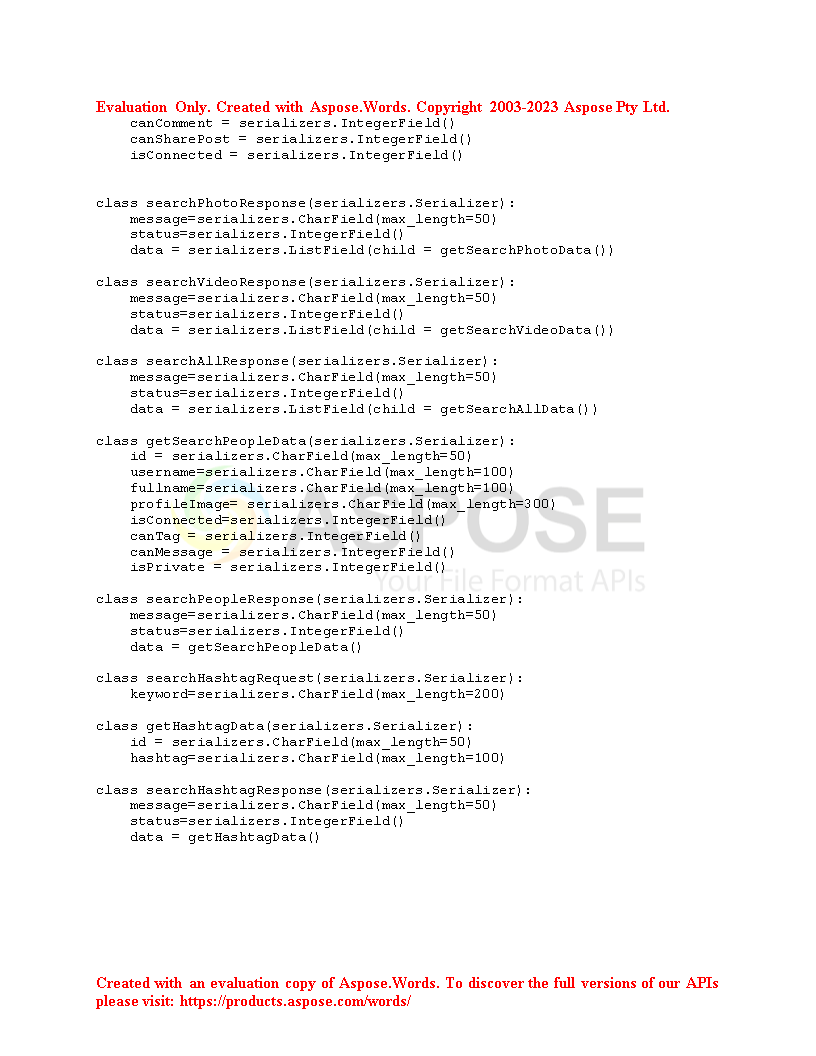 Evaluation Only. Created with Aspose.Words. Copyright 2003-2023 Aspose Pty Ltd.
    canComment = serializers.IntegerField()
    canSharePost = serializers.IntegerField()
    isConnected = serializers.IntegerField()


class searchPhotoResponse(serializers.Serializer):
    message=serializers.CharField(max_length=50)
    status=serializers.IntegerField()
    data = serializers.ListField(child = getSearchPhotoData())

class searchVideoResponse(serializers.Serializer):
    message=serializers.CharField(max_length=50)
    status=serializers.IntegerField()
    data = serializers.ListField(child = getSearchVideoData())

class searchAllResponse(serializers.Serializer):
    message=serializers.CharField(max_length=50)
    status=serializers.IntegerField()
    data = serializers.ListField(child = getSearchAllData())

class getSearchPeopleData(serializers.Serializer):
    id = serializers.CharField(max_length=50)
    username=serializers.CharField(max_length=100)
    fullname=serializers.CharField(max_length=100)
    profileImage= serializers.CharField(max_length=300)
    isConnected=serializers.IntegerField()
    canTag = serializers.IntegerField()
    canMessage = serializers.IntegerField()
    isPrivate = serializers.IntegerField()
ASPOSE
Your File Format APIs

class searchPeopleResponse(serializers.Serializer):
    message=serializers.CharField(max_length=50)
    status=serializers.IntegerField()
    data = getSearchPeopleData()

class searchHashtagRequest(serializers.Serializer):
    keyword=serializers.CharField(max_length=200)

class getHashtagData(serializers.Serializer):
    id = serializers.CharField(max_length=50)
    hashtag=serializers.CharField(max_length=100)

class searchHashtagResponse(serializers.Serializer):
    message=serializers.CharField(max_length=50)
    status=serializers.IntegerField()
    data = getHashtagData()

Created with an evaluation copy of Aspose.Words. To discover the full versions of our APIs
please visit: https://products.aspose.com/words/